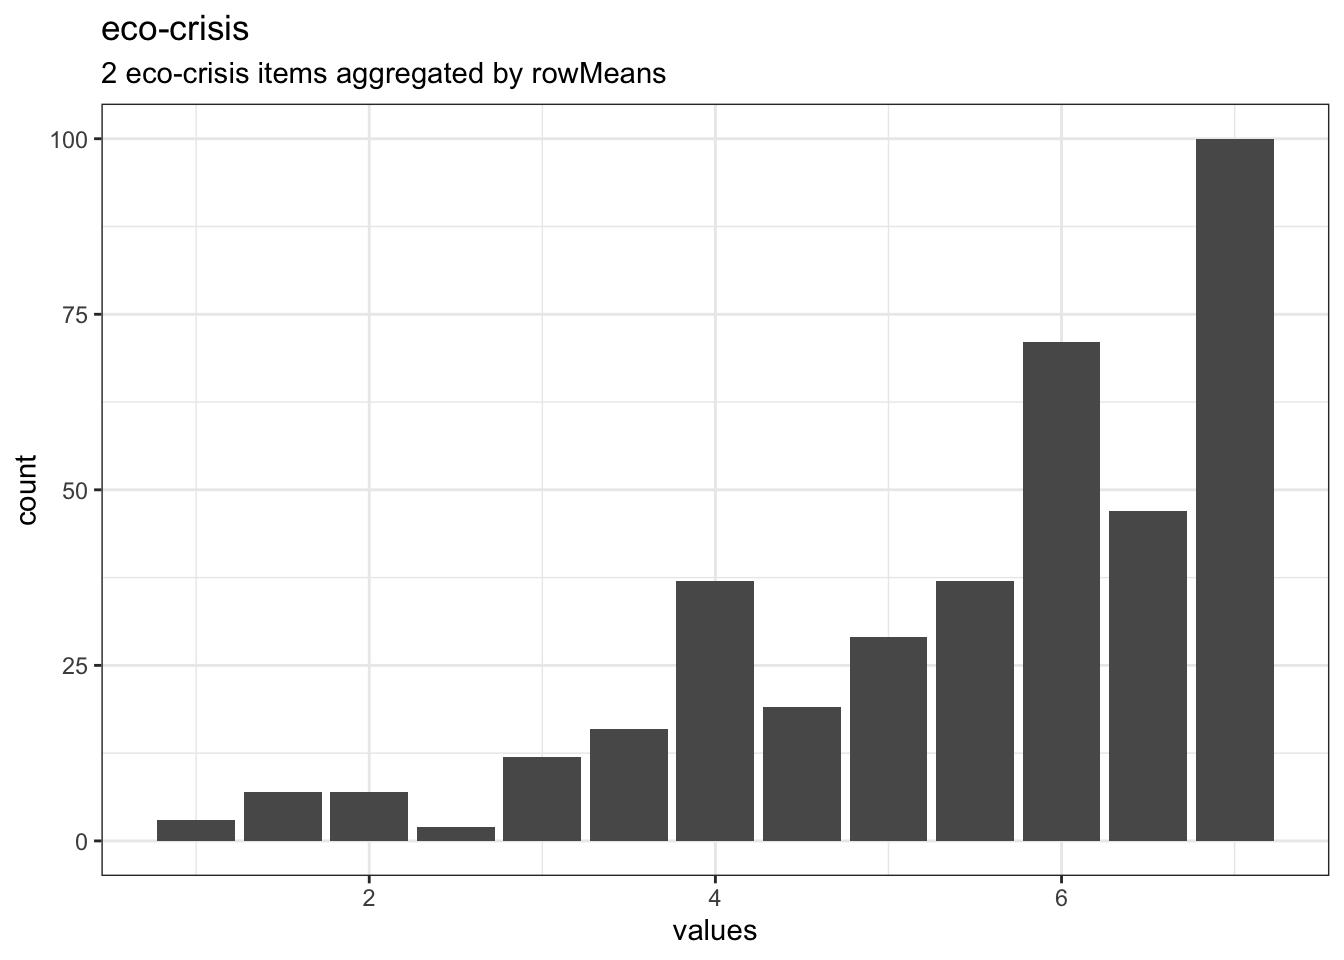 eco-crisis
2 eco-crisis items aggregated by rowMeans
100
75
50
25
0
count
2 4 6
values